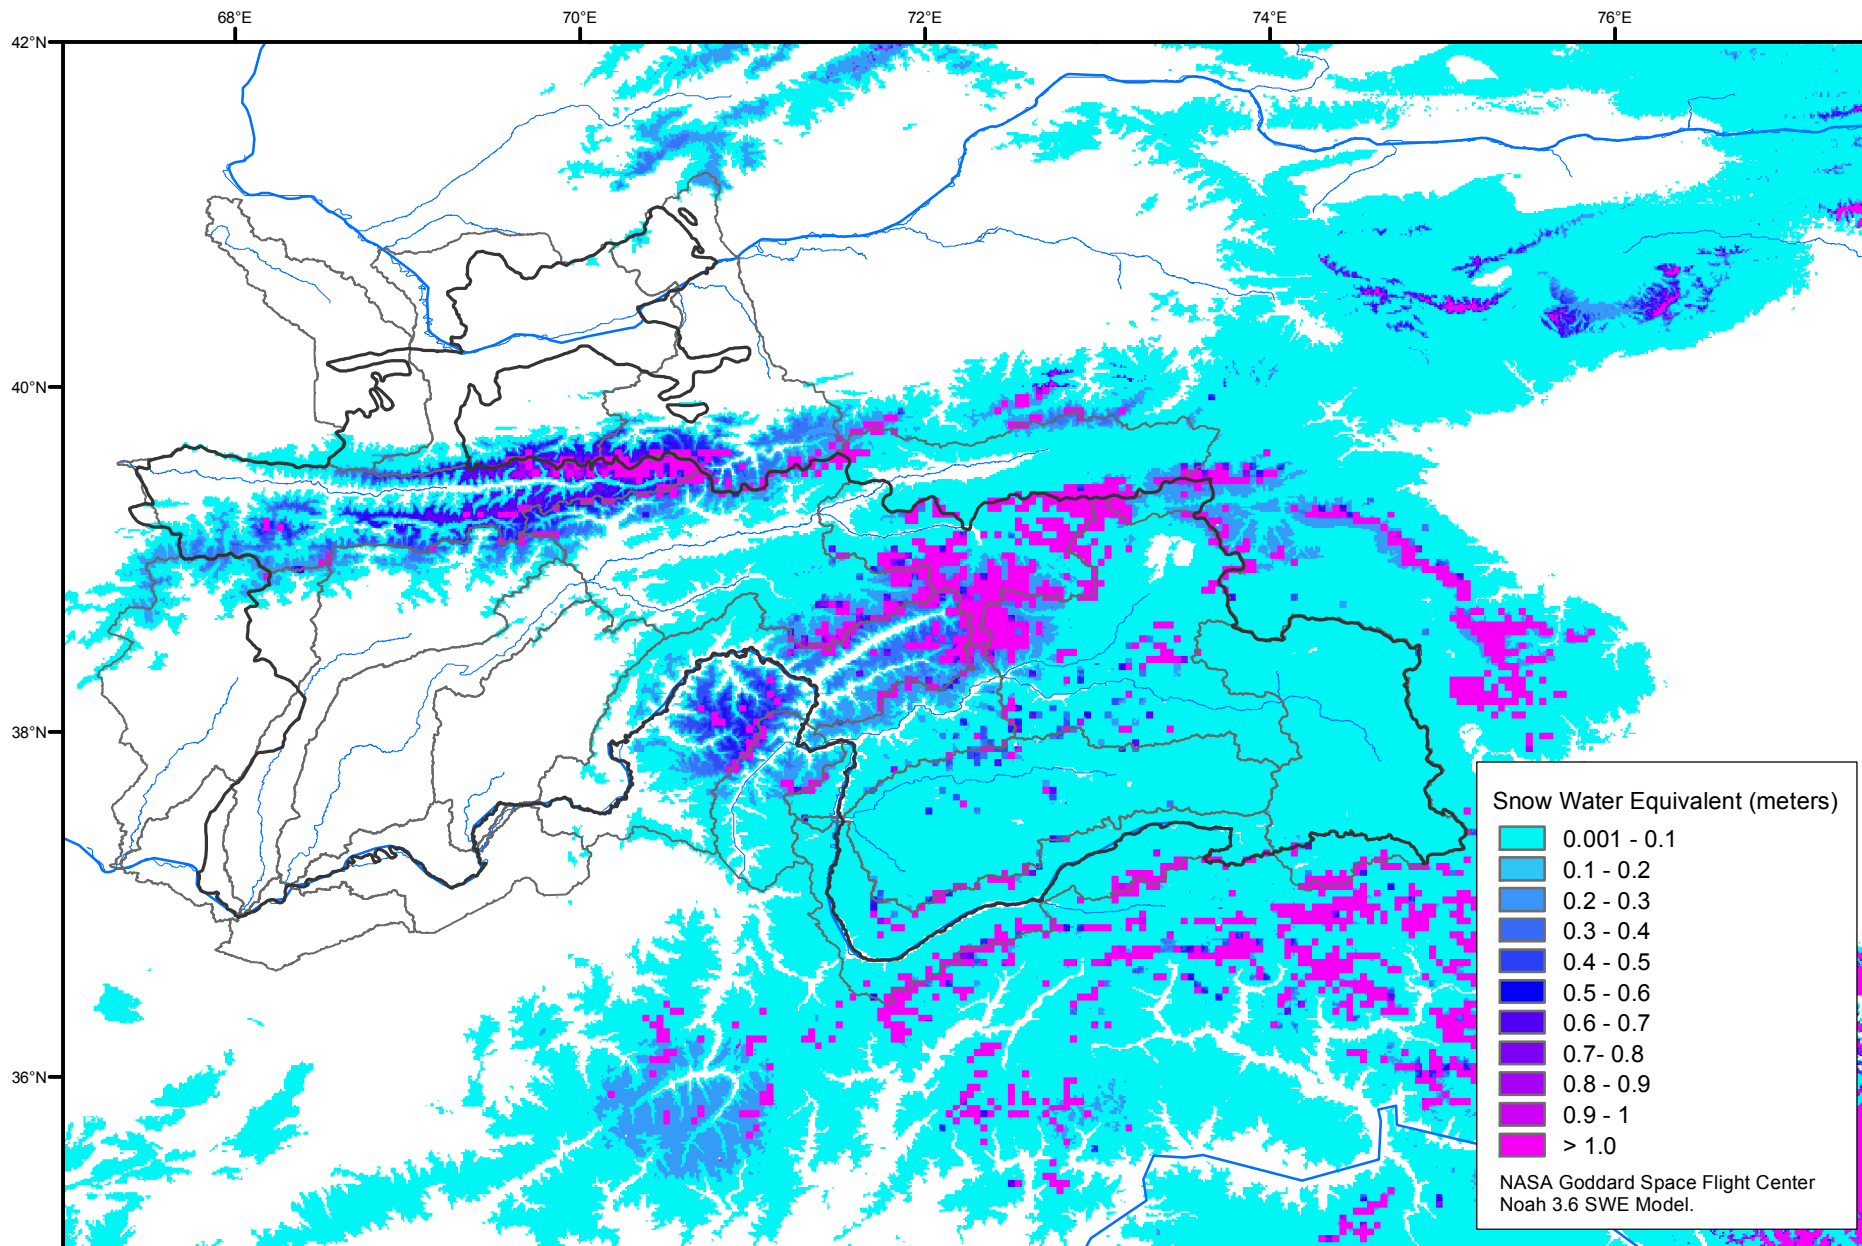 68°E
70°E
72°E
74°E
76°E
42°N
40°N
38°N
36°N
Snow Water Equivalent (meters)
0.001 - 0.1
0.1 - 0.2
0.2 - 0.3
0.3 - 0.4
0.4 - 0.5
0.5 - 0.6
0.6 - 0.7
0.7- 0.8
0.8 - 0.9
0.9 - 1
> 1.0
NASA Goddard Space Flight Center
Noah 3.6 SWE Model.